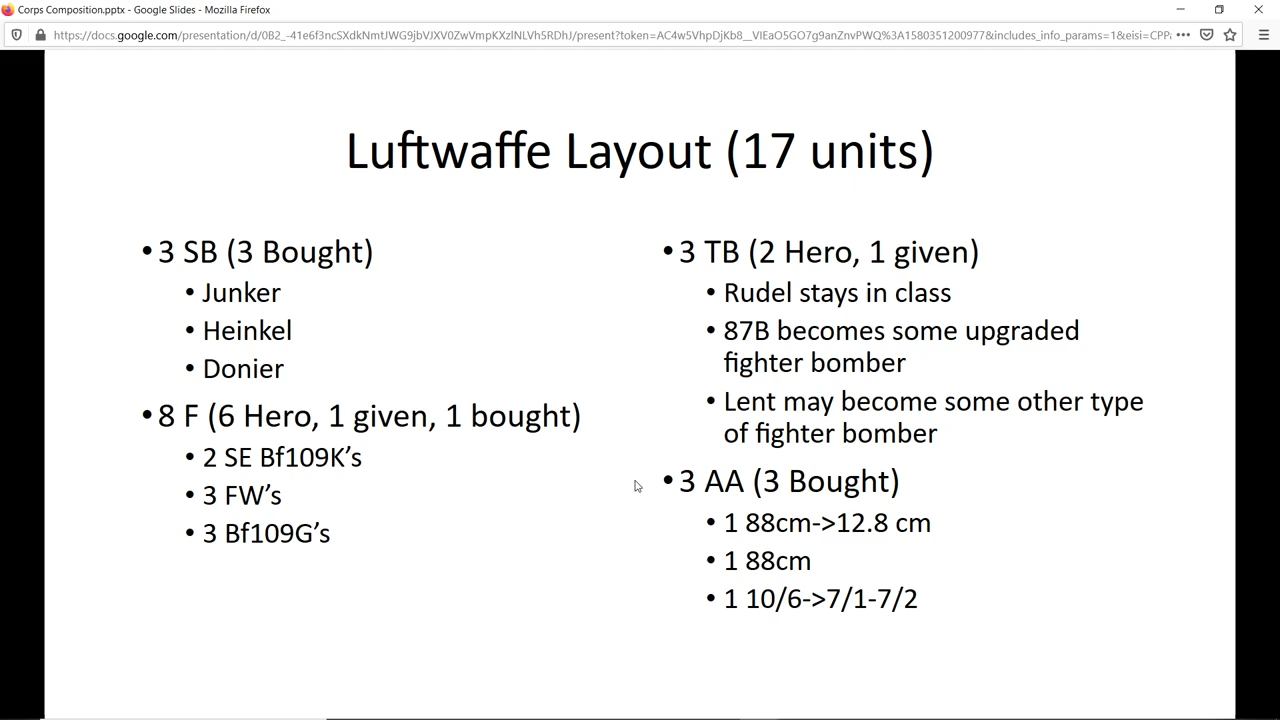 Corps Composition.pptx - Google Slides - Mozilla Firefox
Luftwaffe Layout (17 units)
•3 SB (3 Bought)
• Junker
• Heinkel
• Donier
•8 F (6 Hero, 1 given, 1 bought)
• 2 SE Bf109K’s
• 3 FW’s
• 3 Bf109G’s
•3 TB (2 Hero, 1 given)
• Rudel stays in class
• 87B becomes some upgraded
fighter bomber
• Lent may become some other type
of fighter bomber
•3 AA (3 Bought)
• 1 88cm->12.8 cm
• 1 88cm
• 1 10/6->7/1-7/2